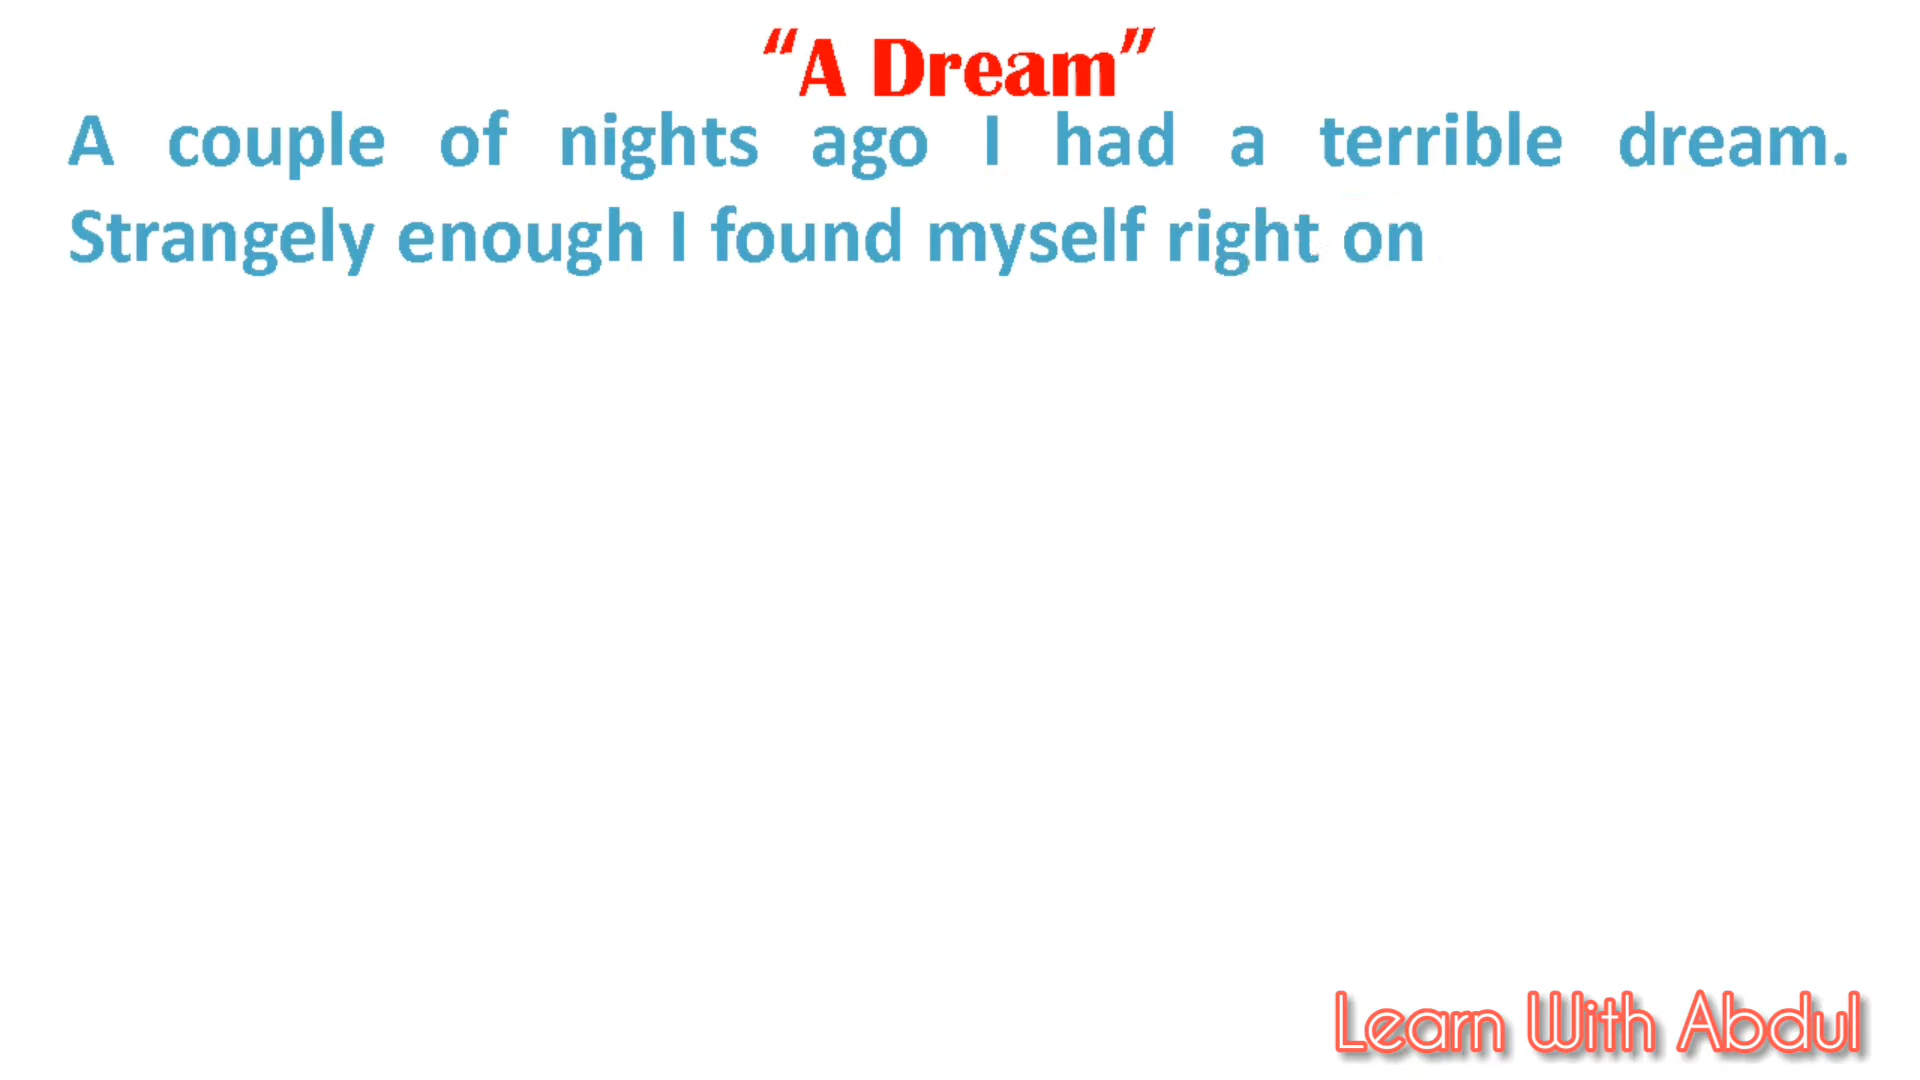 “A Dream”
A couple of nights ago I had a terrible dream.
Strangely enough I found myself right on
Learn With Abdul